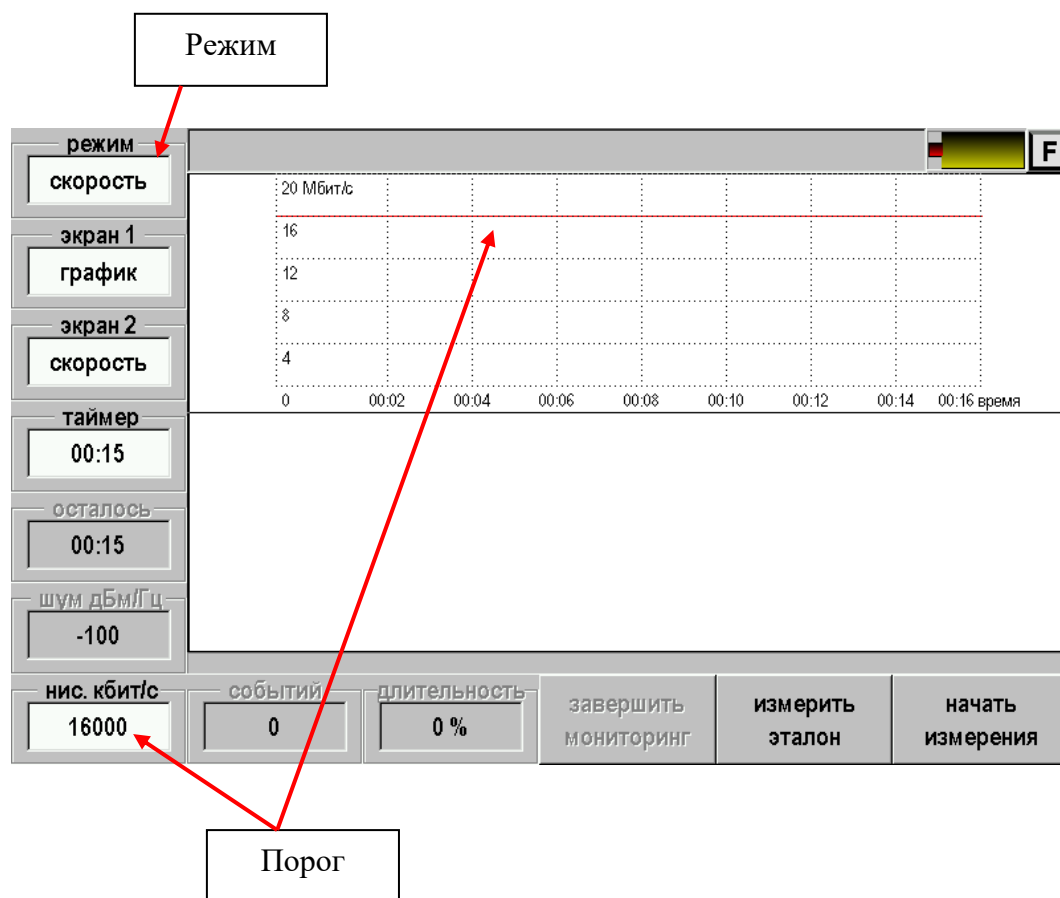 Режим
режим
скорость
F
20 Мбит/с
16
12
8
4
0 00:02 00:04 00:06 00:08 00:10 00:12 00:14 00:16 время
экран 1
график
экран 2
скорость
таймер
00:15
осталось
00:15
шум дБм/Гц
-100
нис. кбит/с
16000
событий
0
длительность
0 %
завершить
мониторинг
измерить
эталон
начать
измерения
Порог